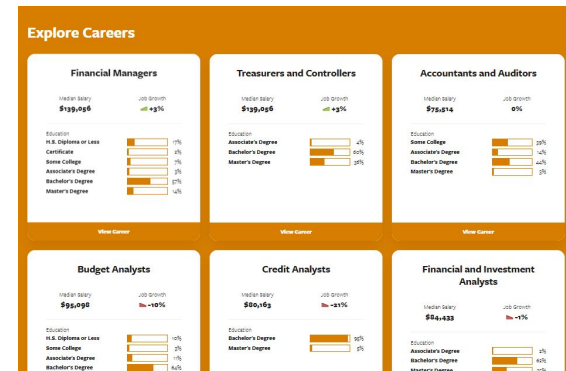 Explore Careers
Financial Managers
Median Salary
Job Growth
$139,056
+3%
Education
H.S. Diploma or Less 17%
Certificate
Some College 7%
Associate's Degree
Bachelor's Degree 57%
Master's Degree 14%
View Career
Treasurers and Controllers
Median Salary
Job Growth
$139,056
+3%
Education
Associate's Degree 4%
Bachelor's Degree 60%
Master's Degree 36%
View Career
Accountants and Auditors
Median Salary
Job Growth
$75,514
0%
Education
Some College 39%
Associate's Degree 14%
Bachelor's Degree 44%
Master's Degree 3%
View Career
Budget Analysts
Median Salary
Job Growth
$95,098
-10%
Education
H.S. Diploma or Less 10%
Some College
Associate's Degree 11%
Bachelor's Degree 64%
Credit Analysts
Median Salary
Job Growth
$80,163
-21%
Education
Bachelor's Degree 95%
Master's Degree 5%
Financial and Investment
Analysts
Median Salary
Job Growth
$84,433
-1%
Education
Associate's Degree
Bachelor's Degree
Master's Degree